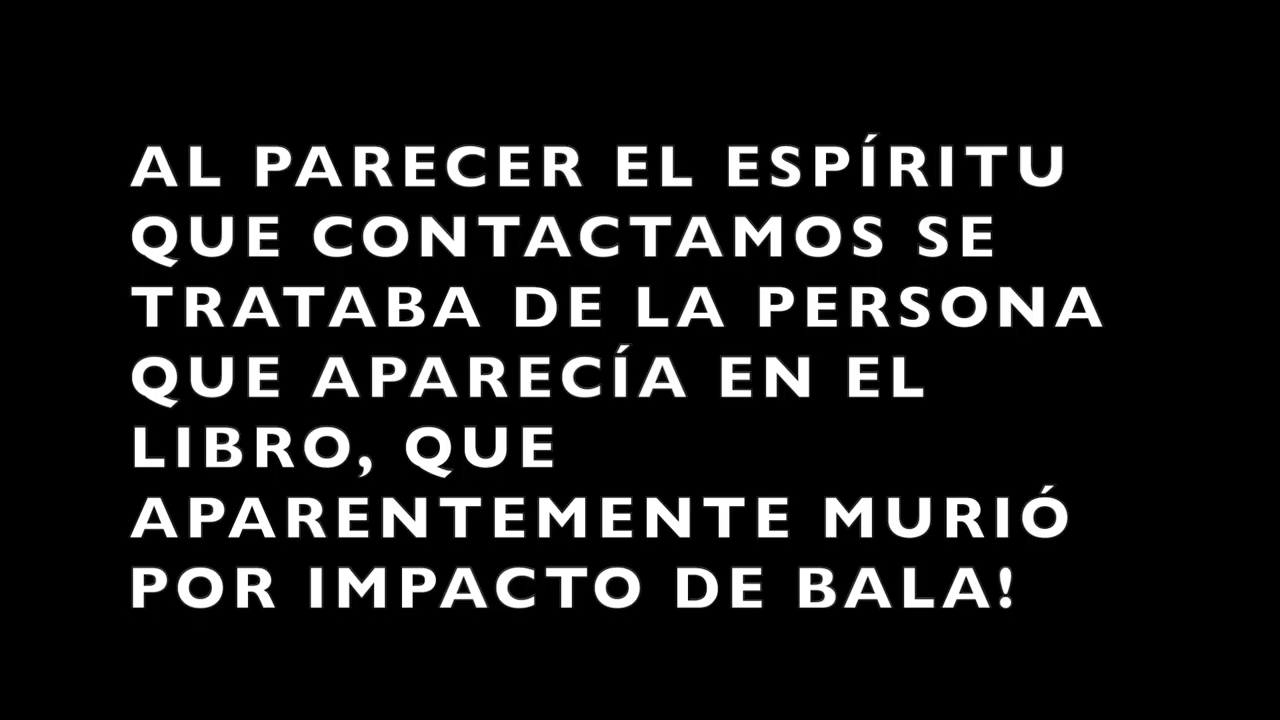 AL PARECER EL ESPÍRITU
QUE CONTACTAMOS SE
TRATABA DE LA PERSONA
QUE APARECÍA EN EL
LIBRO, QUE
APARENTEMENTE MURIÓ
POR IMPACTO DE BALA!